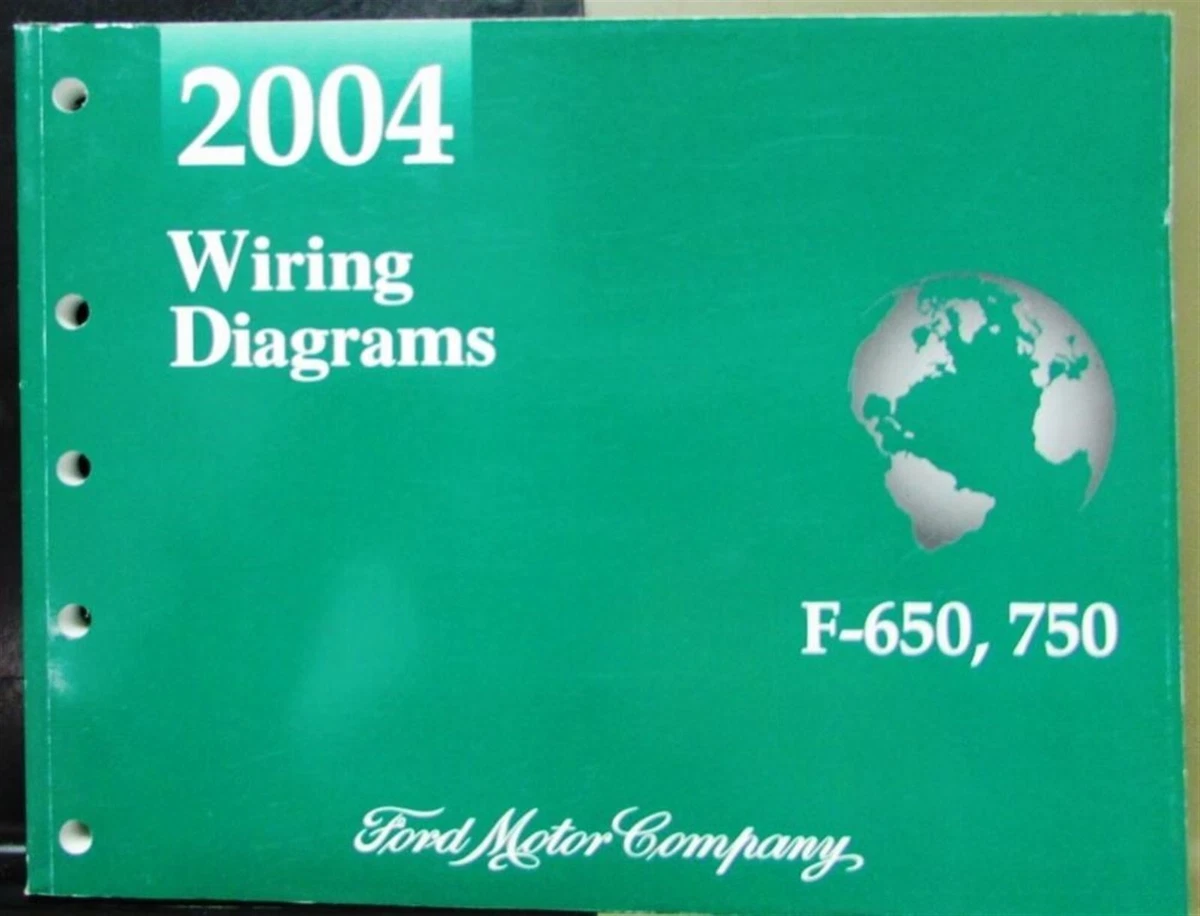 2004
Wiring
Diagrams
F-650, 750
Ford Motor Company